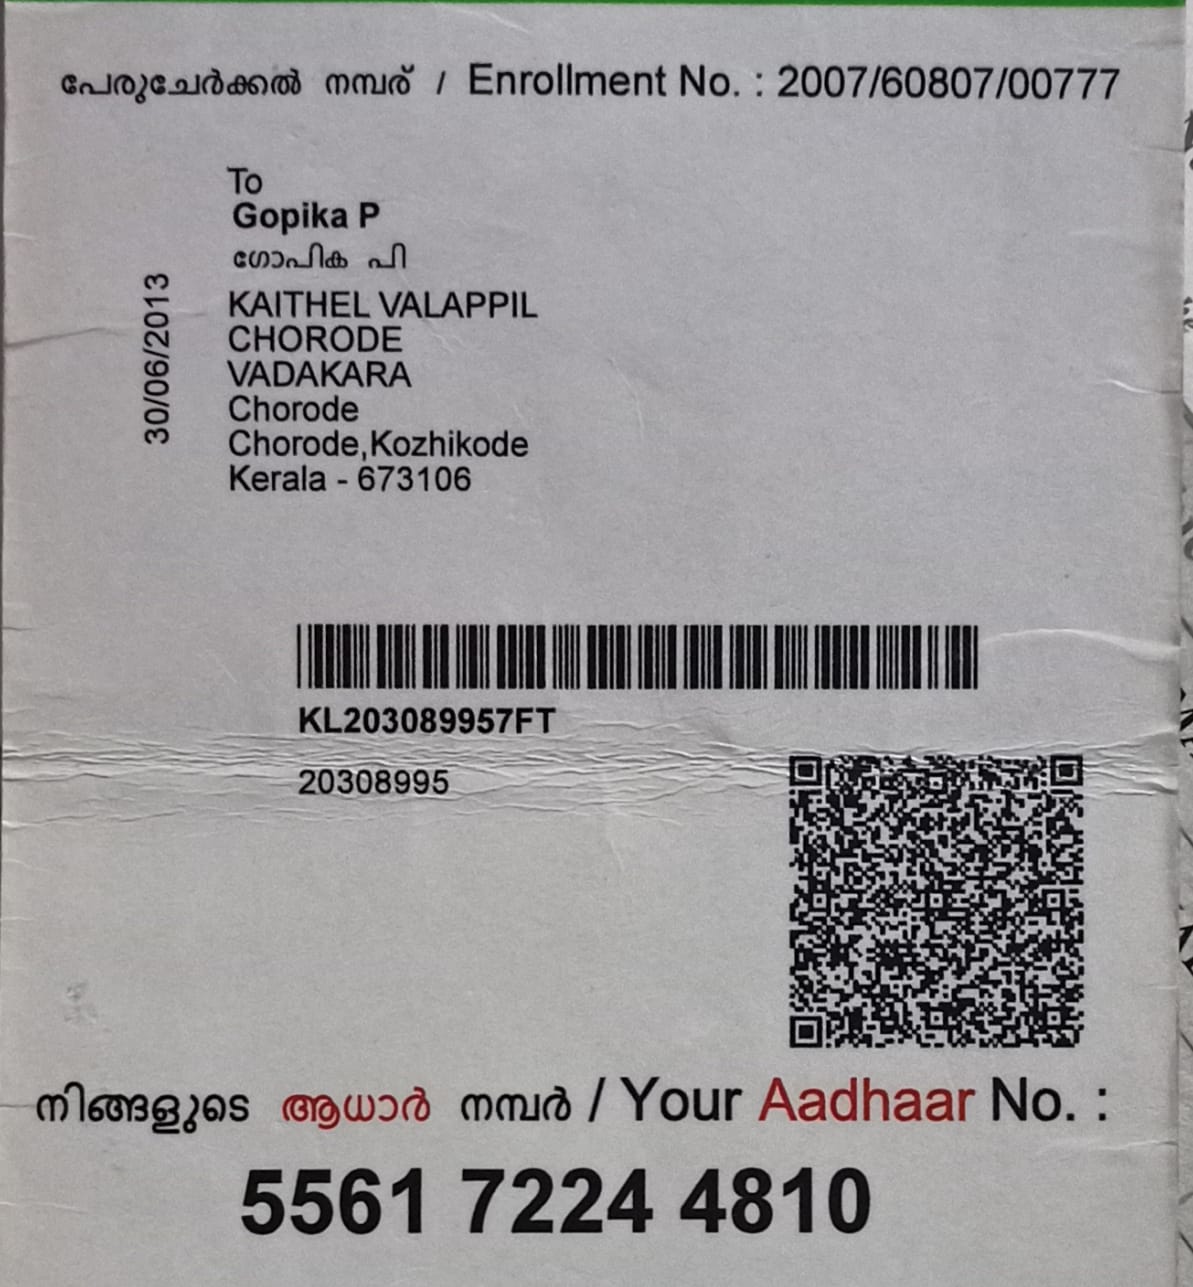 പേരുചേർക്കൽ നമ്പര് / Enrollment No. : 2007/60807/00777
To
Gopika P
ഗോപിക പി
KAITHEL VALAPPIL
CHORODE
VADAKARA
Chorode
Chorode,Kozhikode
Kerala - 673106
30/06/2013
KL203089957FT
20308995
നിങ്ങളുടെ ആധാർ നമ്പർ / Your Aadhaar No. :
5561 7224 4810